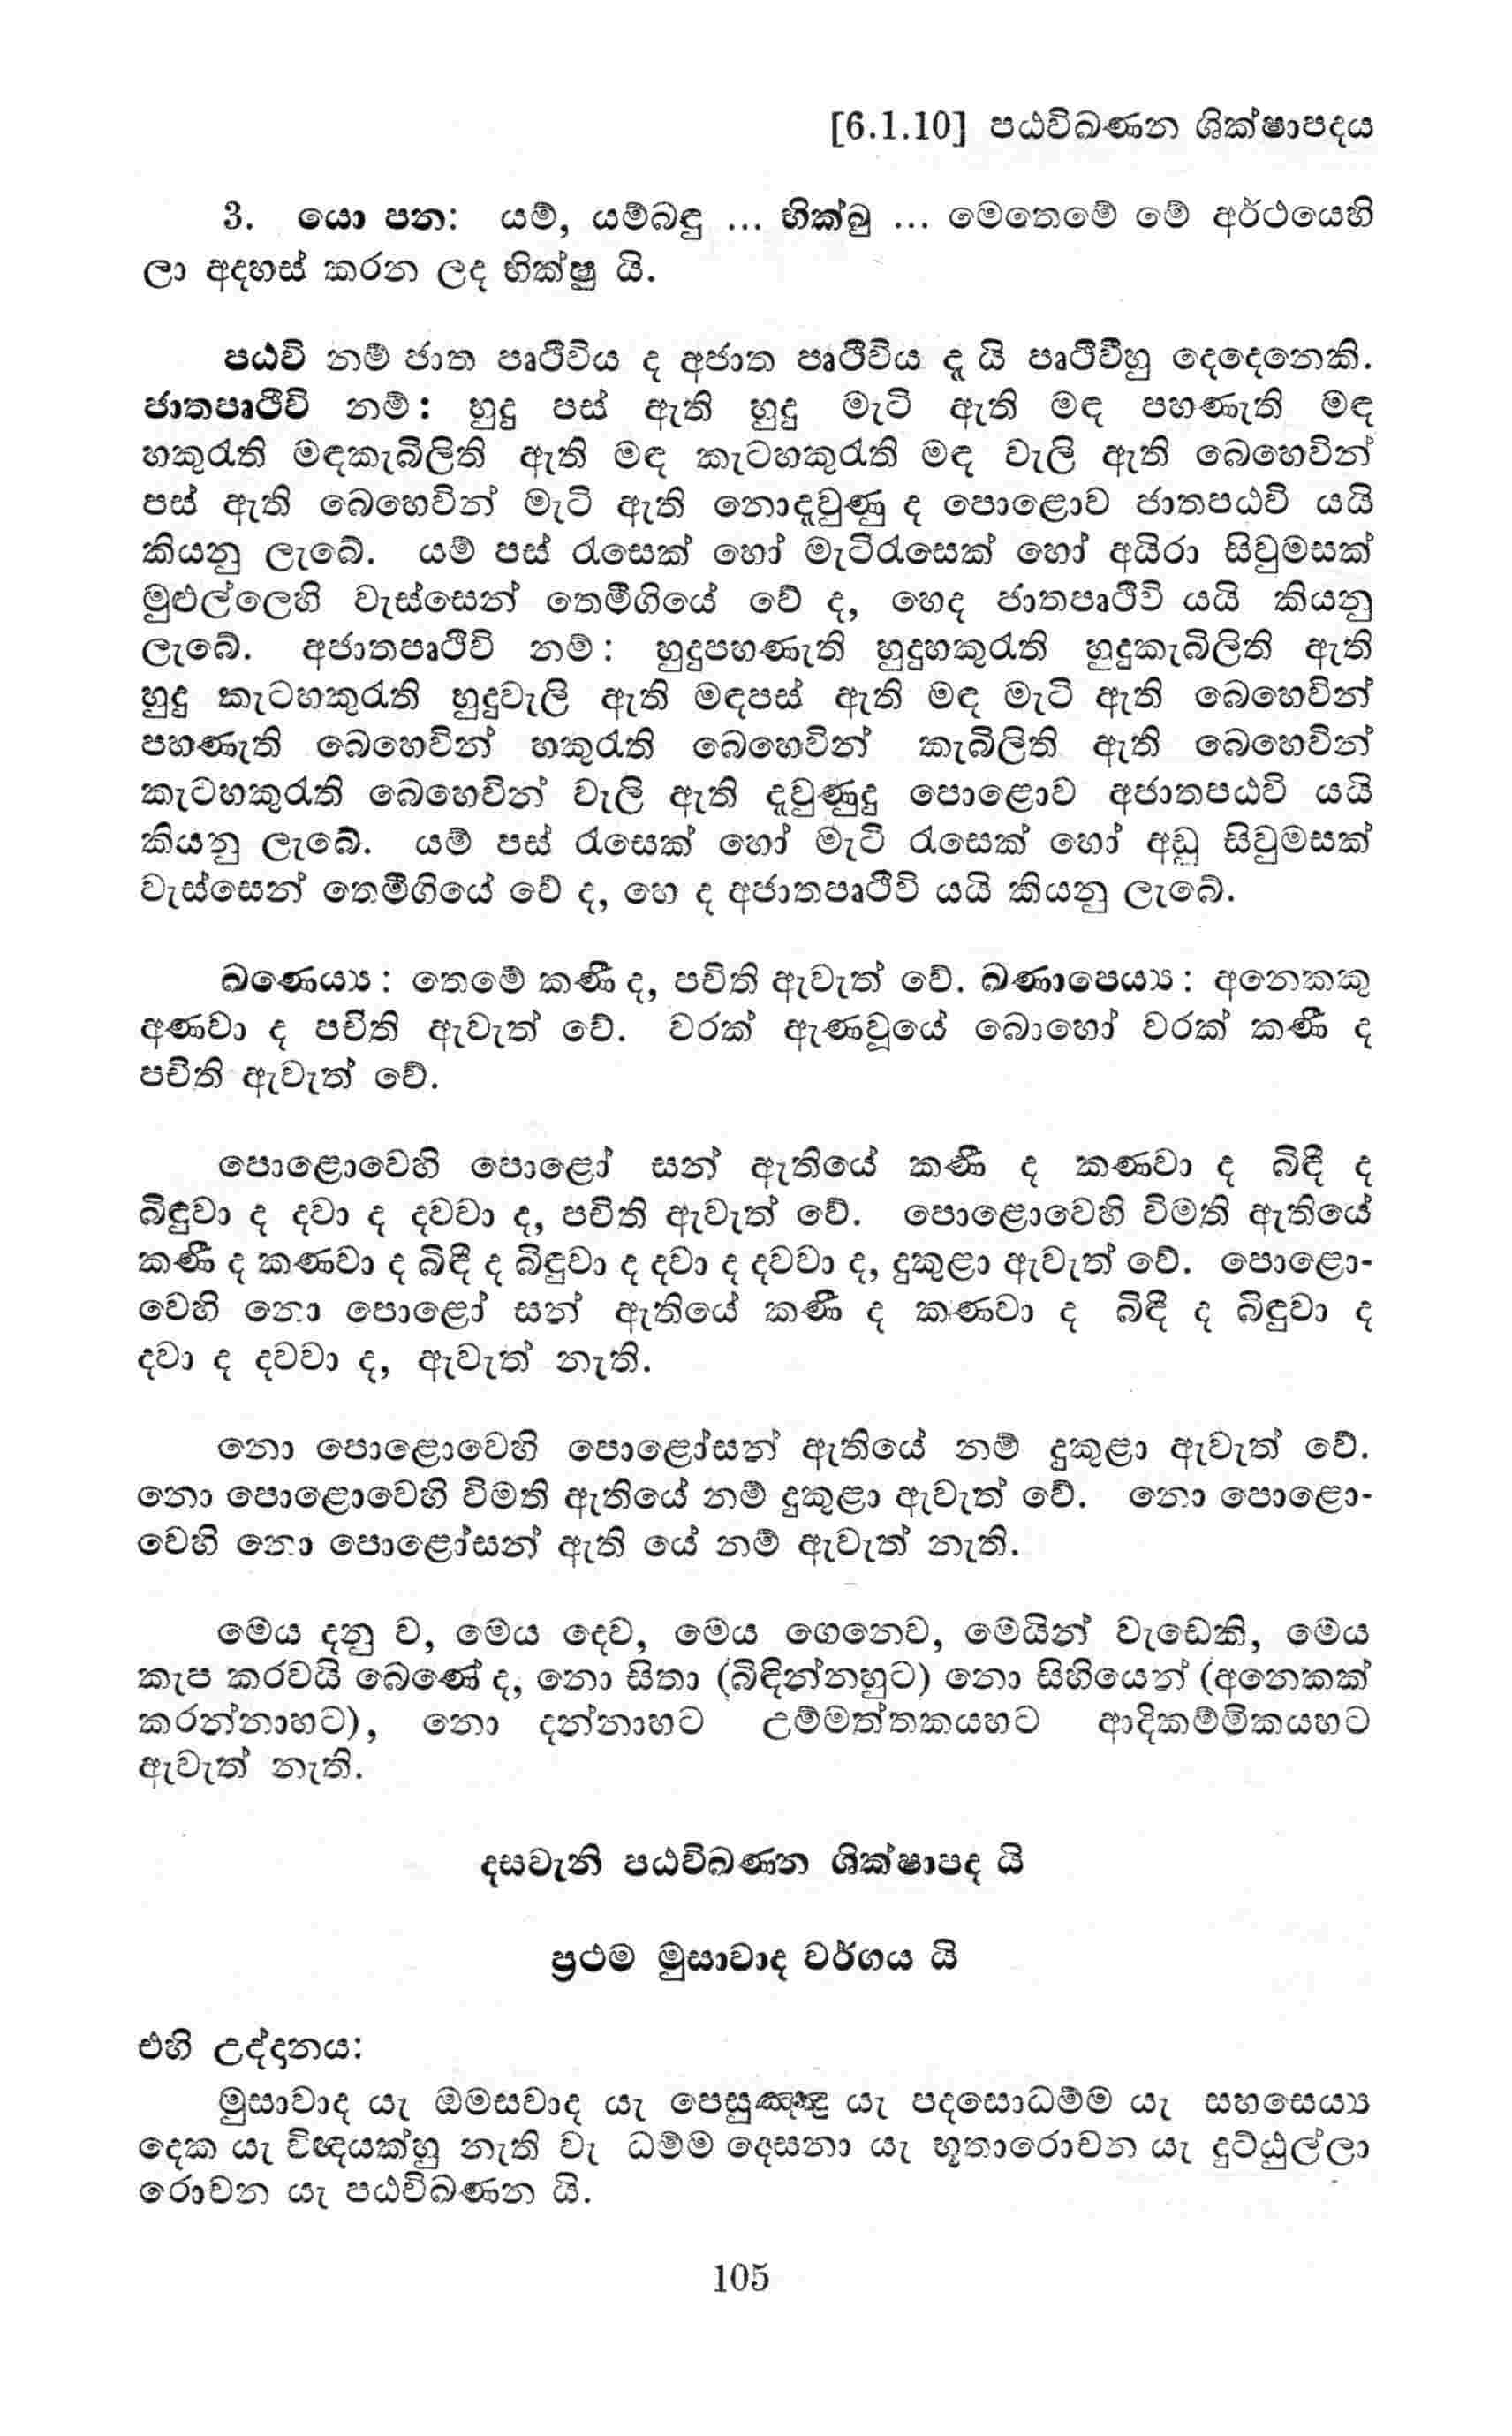 [6.1.10] පඨවිඛණන ශික්ෂාපදය
3. යො පන: යම්, යම්බඳු ... භික්ඛු ... මෙතෙමේ මේ අර්ථයෙහි
ලා අදහස් කරන ලද භික්ෂු යි.
පඨවි නම් ජාත පෘථිවිය ද අජාත පෘථිවිය දැ යි පෘථිවීහු දෙදෙනෙකි.
ජාතපෘථිවි නම්: හුදු පස් ඇති හුදු මැටි ඇති මඳ පහණැති මඳ
හකුරැති මඳකැබිලිති ඇති මඳ කැටහකුරැති මඳ වැලි ඇති බෙහෙවින්
පස් ඇති බෙහෙවින් මැටි ඇති නොදැවුණු ද පොළොව ජාතපඨවි යයි
කියනු ලැබේ. යම් පස් රැසෙක් හෝ මැටිරැසෙක් හෝ අයිරා සිවුමසක්
මුළුල්ලෙහි වැස්සෙන් තෙමීගියේ වේ ද, හෙද ජාතපෘථිවි යයි කියනු
ලැබේ. අජාතපෘථිවි නම්: හුදුපහණැති හුදුහකුරැති හුදුකැබිලිති ඇති
හුදු කැටහකුරැති හුදුවැලි ඇති මඳපස් ඇති මඳ මැටි ඇති බෙහෙවින්
පහණැති බෙහෙවින් හකුරැති බෙහෙවින් කැබිලිති ඇති බෙහෙවින්
කැටහකුරැති බෙහෙවින් වැලි ඇති දැවුණුදු පොළොව අජාතපඨවි යයි
කියනු ලැබේ. යම් පස් රැසෙක් හෝ මැටි රැසෙක් හෝ අඩු සිවුමසක්
වැස්සෙන් තෙමීගියේ වේ ද, හෙ ද අජාතපෘථිවි යයි කියනු ලැබේ.
ඛණෙය්‍ය: තෙමේ කණී ද, පචිති ඇවැත් වේ. ඛණාපෙය්‍ය: අනෙකකු
අණවා ද පචිති ඇවැත් වේ. වරක් ඇණවූයේ බොහෝ වරක් කණී ද
පචිති ඇවැත් වේ.
පොළොවෙහි පොළෝ සන් ඇතියේ කණී ද කණවා ද බිඳී ද
බිඳුවා ද දවා ද දවවා ද, පචිති ඇවැත් වේ. පොළොවෙහි විමති ඇතියේ
කණී ද කණවා ද බිඳී ද බිඳුවා ද දවා ද දවවා ද, දුකුළා ඇවැත් වේ. පොළො-
වෙහි නො පොළෝ සන් ඇතියේ කණී ද කණවා ද බිඳී ද බිඳුවා ද
දවා ද දවවා ද, ඇවැත් නැති.
නො පොළොවෙහි පොළෝසන් ඇතියේ නම් දුකුළා ඇවැත් වේ.
නො පොළොවෙහි විමති ඇතියේ නම් දුකුළා ඇවැත් වේ. නො පොළො-
වෙහි නො පොළෝසන් ඇති යේ නම් ඇවැත් නැති.
මෙය දනු ව, මෙය දෙව, මෙය ගෙනෙව, මෙයින් වැඩෙකි, මෙය
කැප කරවයි බෙණේ ද, නො සිතා (බිඳින්නහුට) නො සිහියෙන් (අනෙකක්
කරන්නාහට), නො දන්නාහට උම්මත්තකයහට ආදිකම්මිකයහට
ඇවැත් නැති.
දසවැනි පඨවිඛණන ශික්ෂාපද යි
ප්‍රථම මුසාවාද වර්ගය යි
එහි උද්දානය:
මුසාවාද යැ ඔමසවාද යැ පෙසුඤ්ඤ යැ පදසොධම්ම යැ සහසෙය්‍ය
දෙක යැ විඥයක්හු නැති වැ ධම්ම දෙසනා යැ භූතාරොචන යැ දුට්ඨුල්ලා
රොචන යැ පඨවිඛණන යි.
105